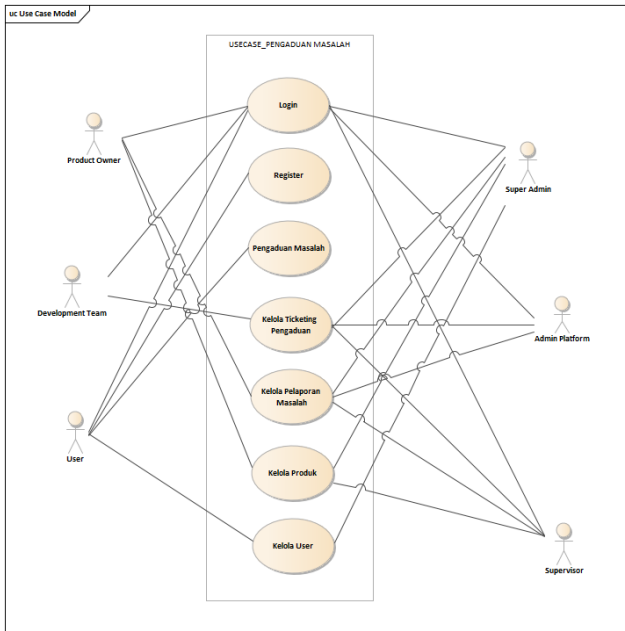 uc Use Case Model
USECASE_PENGADUAN MASALAH
Login
Product Owner
Super Admin
Register
Pengaduan Masalah
Development Team
Kelola Ticketing
Pengaduan
Admin Platform
Kelola Pelaporan
Masalah
User
Kelola Produk
Kelola User
Supervisor